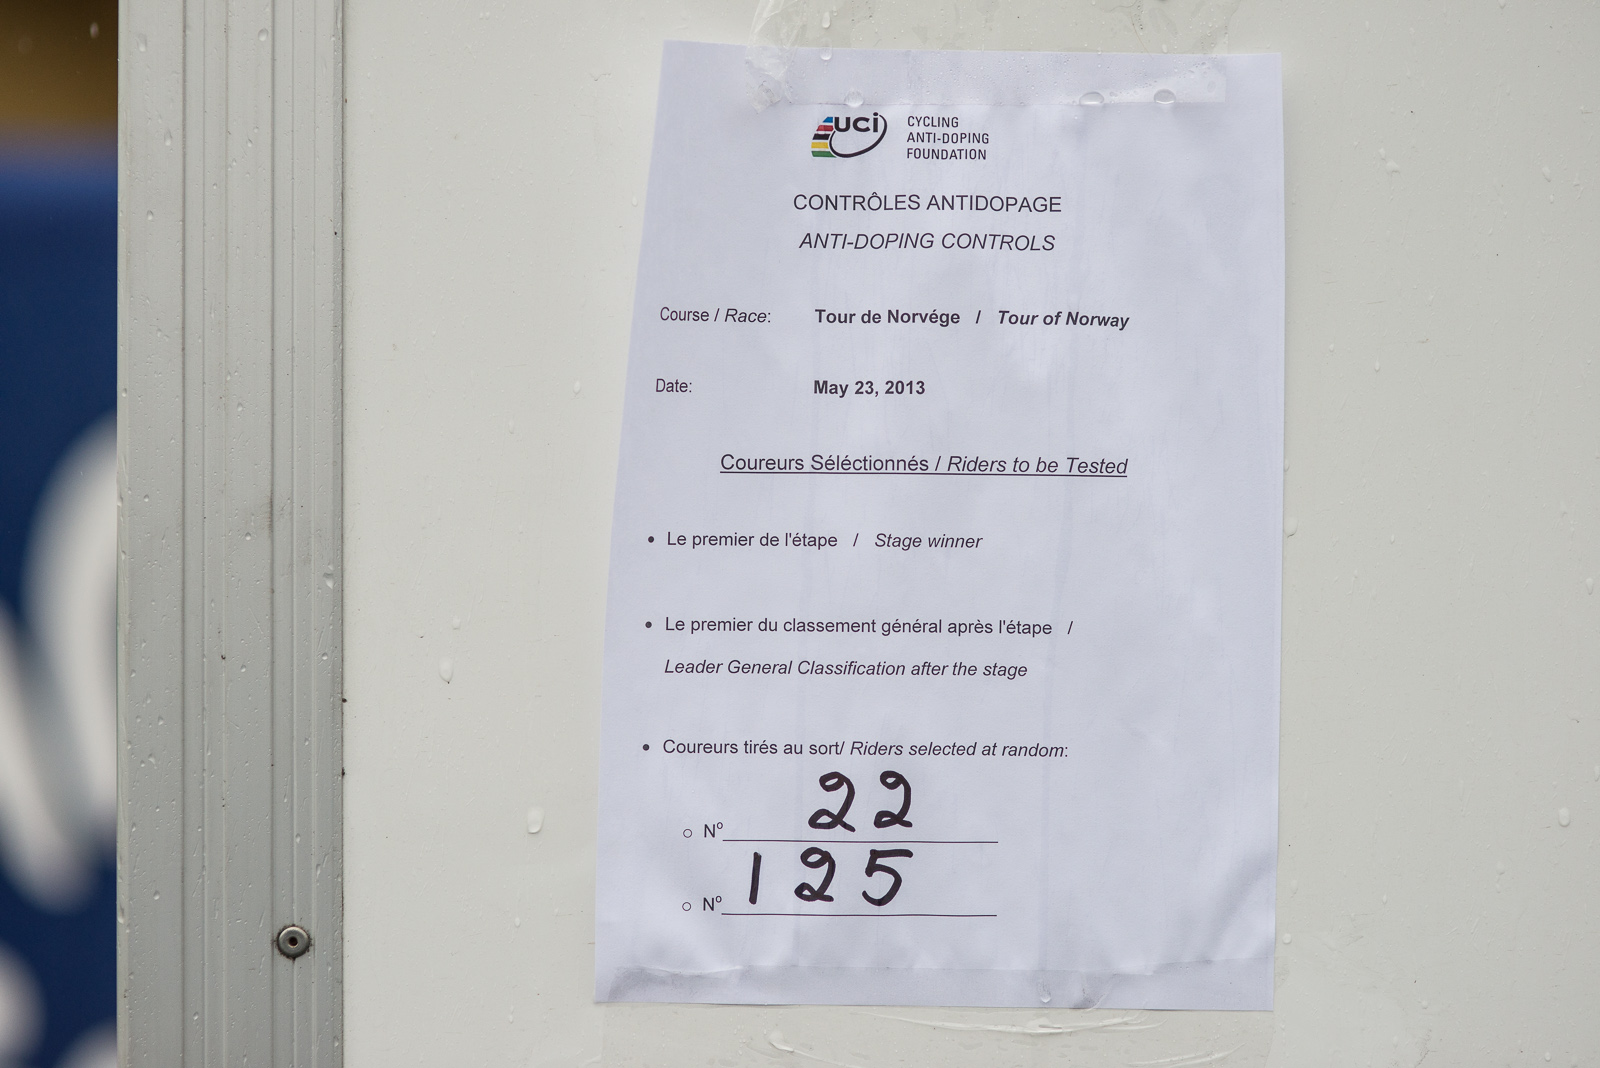 UCI CYCLING
ANTI-DOPING
FOUNDATION
CONTRÔLES ANTIDOPAGE
ANTI-DOPING CONTROLS
Course / Race: Tour de Norvége / Tour of Norway
Date: May 23, 2013
Coureurs Séléctionnés / Riders to be Tested
• Le premier de l'étape / Stage winner
• Le premier du classement général après l'étape /
Leader General Classification after the stage
• Coureurs tirés au sort/ Riders selected at random:
o Nº 22
o Nº 125